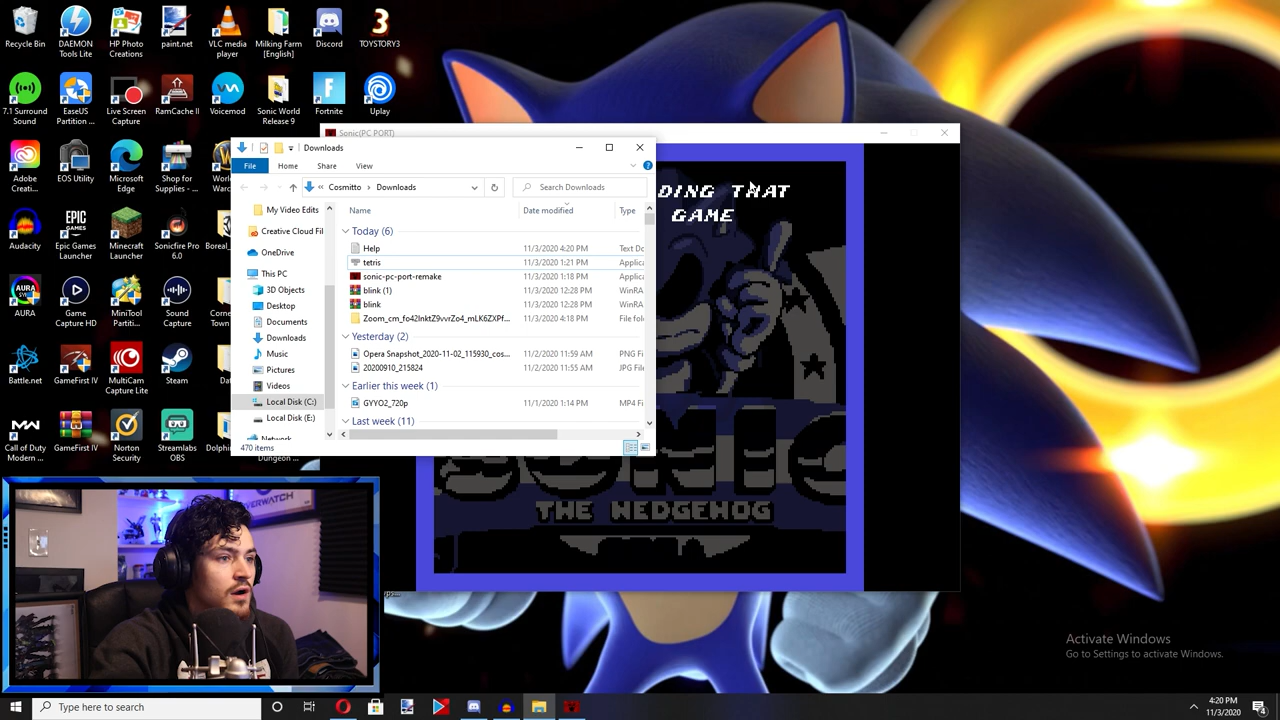 Recycle Bin
DAEMON Tools Lite
HP Photo Creations
paint.net
VLC media player
Milking Farm [English]
Discord
TOYSTORY3
7.1 Surround Sound
EaseUS Partition ...
Live Screen Capture
RamCache II
Voicemod
Sonic World Release 9
Fortnite
Uplay
Adobe Creati...
EOS Utility
Microsoft Edge
Shop for Supplies - ...
Audacity
Epic Games Launcher
Minecraft Launcher
Sonicfire Pro 6.0
AURA
Game Capture HD
MiniTool Partiti...
Sound Capture
Battle.net
GameFirst IV
MultiCam Capture Lite
Steam
Call of Duty Modern ...
GameFirst IV
Norton Security
Streamlabs OBS
Sonic(PC PORT)
DING THAT
GAME
THE HEDGEHOG
Downloads
File Home Share View
Cosmitto > Downloads
Search Downloads
My Video Edits
Creative Cloud Fil
OneDrive
This PC
3D Objects
Desktop
Documents
Downloads
Music
Pictures
Videos
Local Disk (C:)
Local Disk (E:)
Network
Name Date modified Type
Today (6)
Help 11/3/2020 4:20 PM Text Do
tetris 11/3/2020 1:21 PM Applica
sonic-pc-port-remake 11/3/2020 1:18 PM Applica
blink (1) 11/3/2020 12:28 PM WinRA
blink 11/3/2020 12:28 PM WinRA
Zoom_cm_fo42lnktZ9vvrZo4_mLK6ZXPf... 11/3/2020 4:18 PM File fol
Yesterday (2)
Opera Snapshot_2020-11-02_115930_cos... 11/2/2020 11:59 AM PNG Fi
20200910_215824 11/2/2020 11:55 AM JPG Fil
Earlier this week (1)
GYYO2_720p 11/1/2020 1:14 PM MP4 Fi
Last week (11)
470 items
Activate Windows
Go to Settings to activate Windows.
Type here to search
4:20 PM
11/3/2020